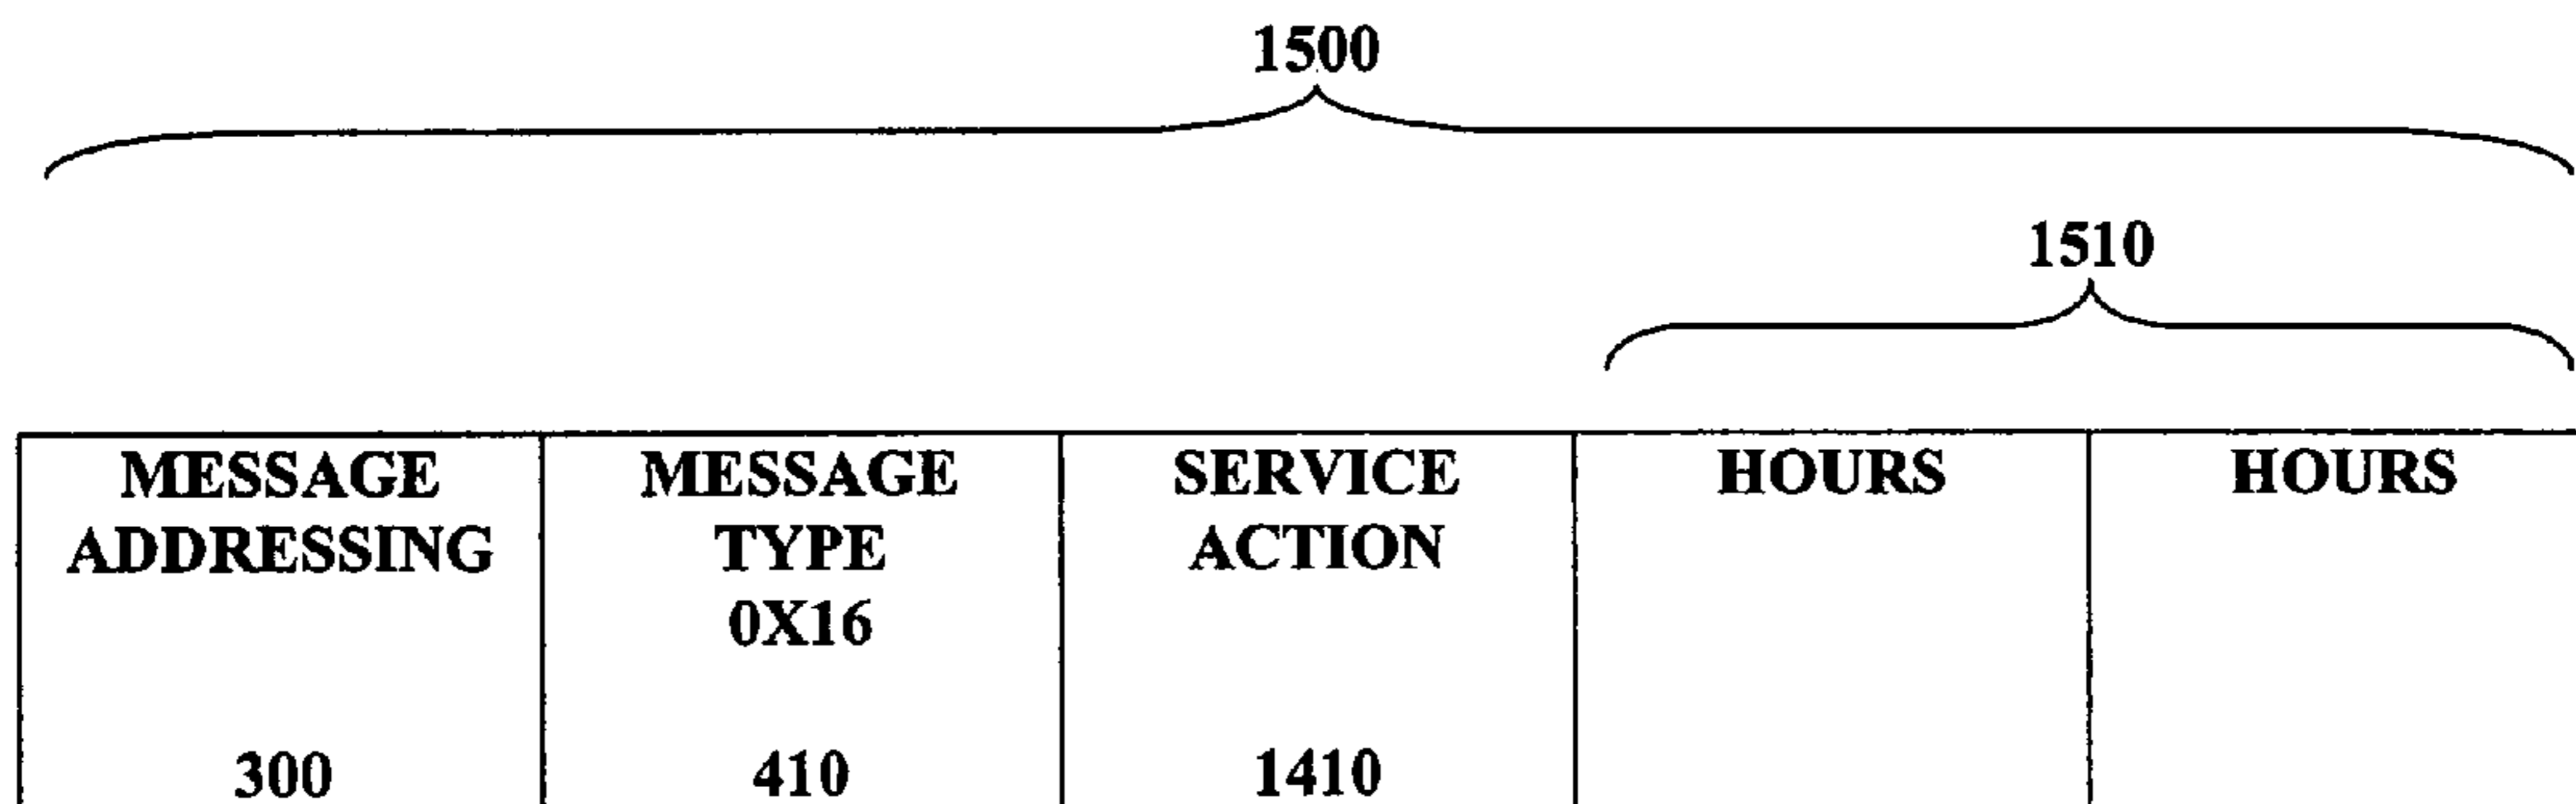 1500
1510
MESSAGE ADDRESSING
MESSAGE TYPE 0X16
SERVICE ACTION
HOURS
HOURS
300
410
1410